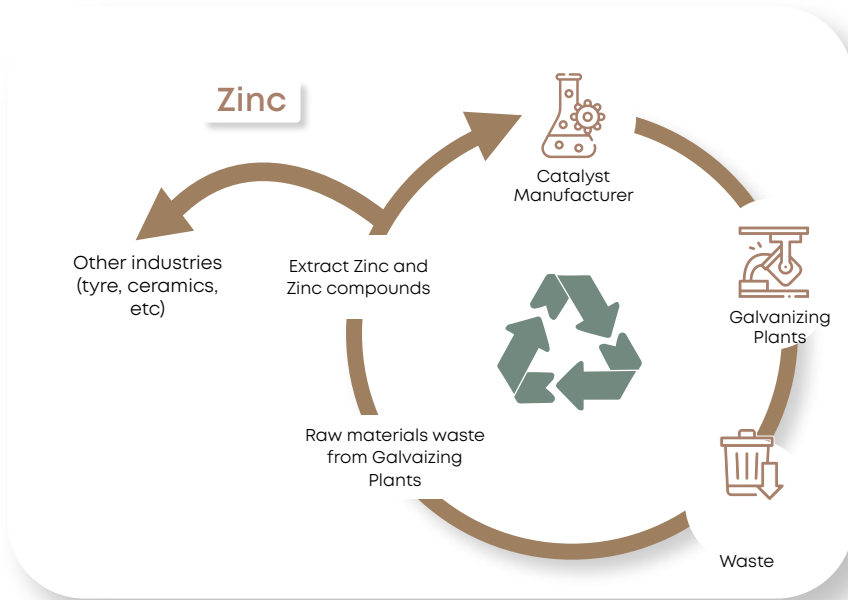 Zinc
Catalyst
Manufacturer
Other industries
(tyre, ceramics,
etc)
Extract Zinc and
Zinc compounds
Galvanizing
Plants
Raw materials waste
from Galvaizing
Plants
Waste